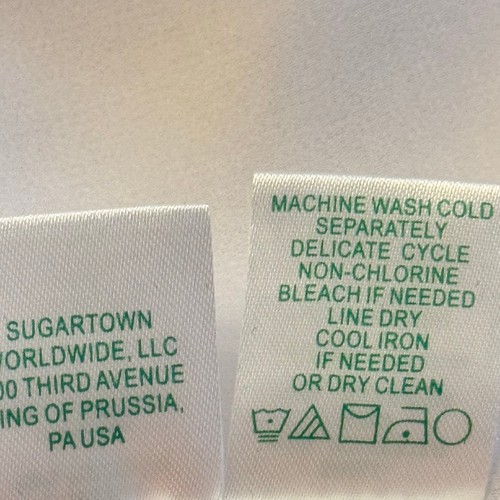 SUGARTOWN
WORLDWIDE, LLC
00 THIRD AVENUE
ING OF PRUSSIA,
PA USA
MACHINE WASH COLD
SEPARATELY
DELICATE CYCLE
NON-CHLORINE
BLEACH IF NEEDED
LINE DRY
COOL IRON
IF NEEDED
OR DRY CLEAN